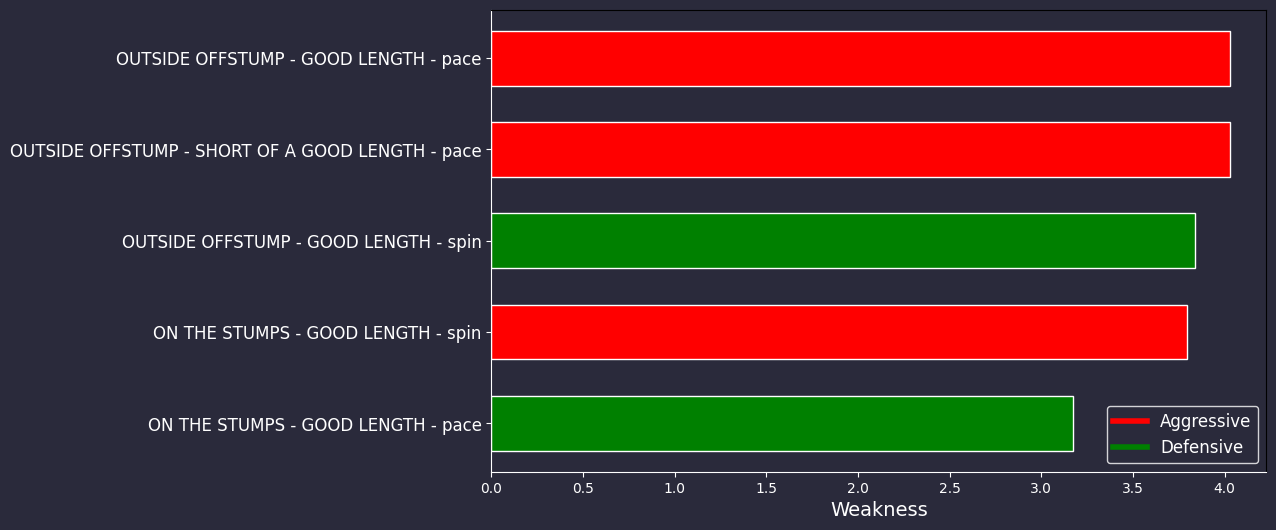 OUTSIDE OFFSTUMP - GOOD LENGTH - pace
OUTSIDE OFFSTUMP - SHORT OF A GOOD LENGTH - pace
OUTSIDE OFFSTUMP - GOOD LENGTH - spin
ON THE STUMPS - GOOD LENGTH - spin
ON THE STUMPS - GOOD LENGTH - pace
Aggressive
Defensive
0.0 0.5 1.0 1.5 2.0 2.5 3.0 3.5 4.0
Weakness